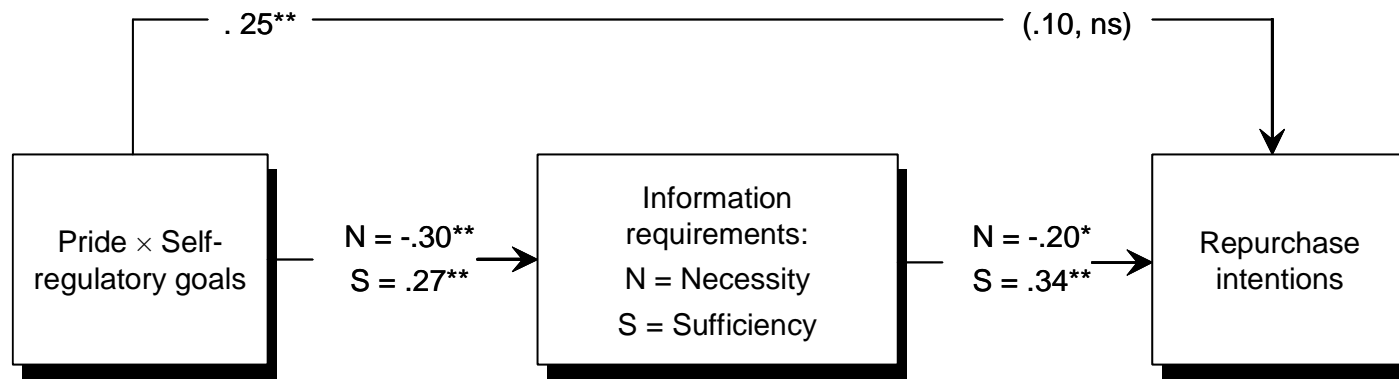 . 25** (.10, ns)
Pride × Self-
regulatory goals
N = -.30**
S = .27**
Information
requirements:
N = Necessity
S = Sufficiency
N = -.20*
S = .34**
Repurchase
intentions